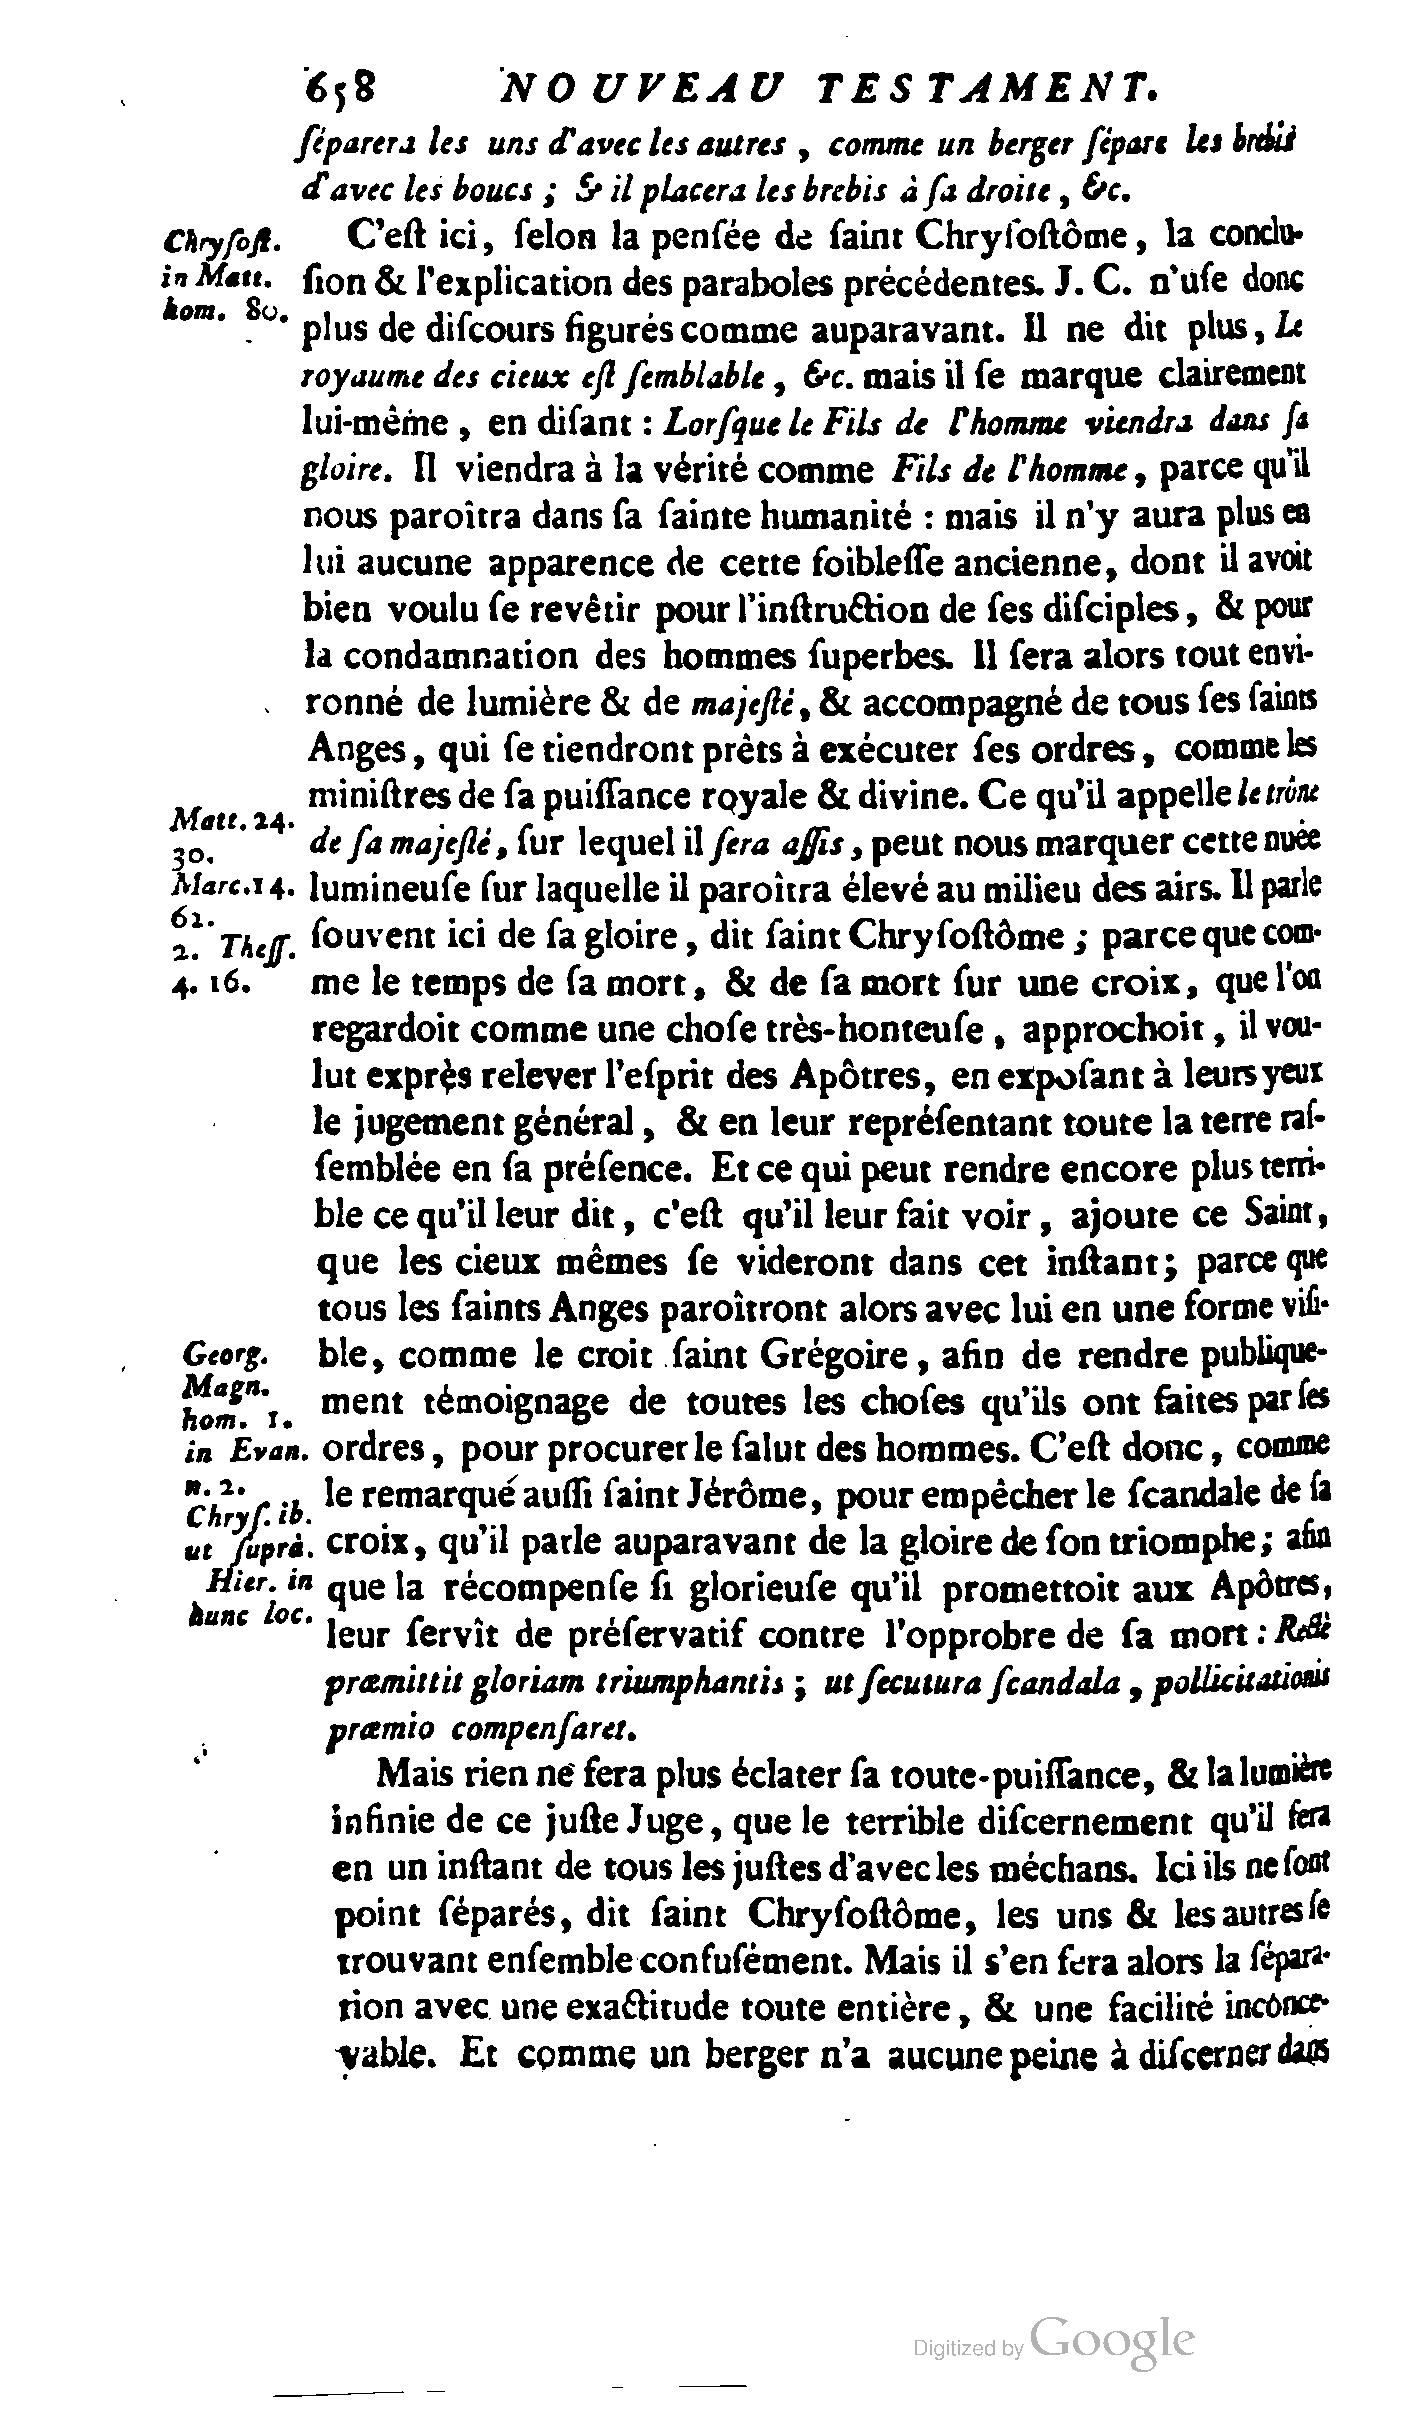 658 NOUVEAU TESTAMENT.
ſéparera les uns d'avec les autres, comme un berger ſépare les brebis
d'avec les boucs ; & il placera les brebis à ſa droite, &c.
C'eſt ici, ſelon la penſée de ſaint Chryſoſtôme, la conclu-
Chryſoſt.
in Matt.
hom. 80.
ſion & l'explication des paraboles précédentes. J. C. n'uſe donc
plus de diſcours figurés comme auparavant. Il ne dit plus, Le
royaume des cieux eſt ſemblable, &c. mais il ſe marque clairement
lui-même, en diſant : Lorſque le Fils de l'homme viendra dans ſa
gloire. Il viendra à la vérité comme Fils de l'homme, parce qu'il
nous paroîtra dans ſa ſainte humanité : mais il n'y aura plus en
lui aucune apparence de cette foibleſſe ancienne, dont il avoit
bien voulu ſe revêtir pour l'inſtruction de ſes diſciples, & pour
la condamnation des hommes ſuperbes. Il ſera alors tout envi-
ronné de lumière & de majeſté, & accompagné de tous ſes ſaints
Anges, qui ſe tiendront prêts à exécuter ſes ordres, comme les
miniſtres de ſa puiſſance royale & divine. Ce qu'il appelle le trône
Matt. 24.
30.
Marc. 14.
62.
2. Theſſ.
4. 16.
de ſa majeſté, ſur lequel il ſera aſſis, peut nous marquer cette nuée
lumineuſe ſur laquelle il paroîtra élevé au milieu des airs. Il parle
ſouvent ici de ſa gloire, dit ſaint Chryſoſtôme ; parce que com-
me le temps de ſa mort, & de ſa mort ſur une croix, que l'on
regardoit comme une choſe très-honteuſe, approchoit, il vou-
lut exprès relever l'eſprit des Apôtres, en expoſant à leurs yeux
le jugement général, & en leur repréſentant toute la terre raſ-
ſemblée en ſa préſence. Et ce qui peut rendre encore plus terri-
ble ce qu'il leur dit, c'eſt qu'il leur fait voir, ajoute ce Saint,
que les cieux mêmes ſe videront dans cet inſtant; parce que
tous les ſaints Anges paroîtront alors avec lui en une forme viſi-
ble, comme le croit ſaint Grégoire, afin de rendre publique-
Georg.
Magn.
hom. 1.
in Evan.
n. 2.
Chryſ. ib.
ut ſuprà.
Hier. in
hunc loc.
ment témoignage de toutes les choſes qu'ils ont faites par ſes
ordres, pour procurer le ſalut des hommes. C'eſt donc, comme
le remarque auſſi ſaint Jérôme, pour empêcher le ſcandale de ſa
croix, qu'il parle auparavant de la gloire de ſon triomphe; afin
que la récompenſe ſi glorieuſe qu'il promettoit aux Apôtres,
leur ſervît de préſervatif contre l'opprobre de ſa mort : Rectè
præmittit gloriam triumphantis ; ut ſecutura ſcandala, pollicitationis
præmio compenſaret.
Mais rien ne fera plus éclater ſa toute-puiſſance, & la lumière
infinie de ce juſte Juge, que le terrible diſcernement qu'il fera
en un inſtant de tous les juſtes d'avec les méchans. Ici ils ne ſont
point ſéparés, dit ſaint Chryſoſtôme, les uns & les autres ſe
trouvant enſemble confuſément. Mais il s'en fera alors la ſépara-
tion avec une exactitude toute entière, & une facilité inconce-
vable. Et comme un berger n'a aucune peine à diſcerner dans
Digitized by Google